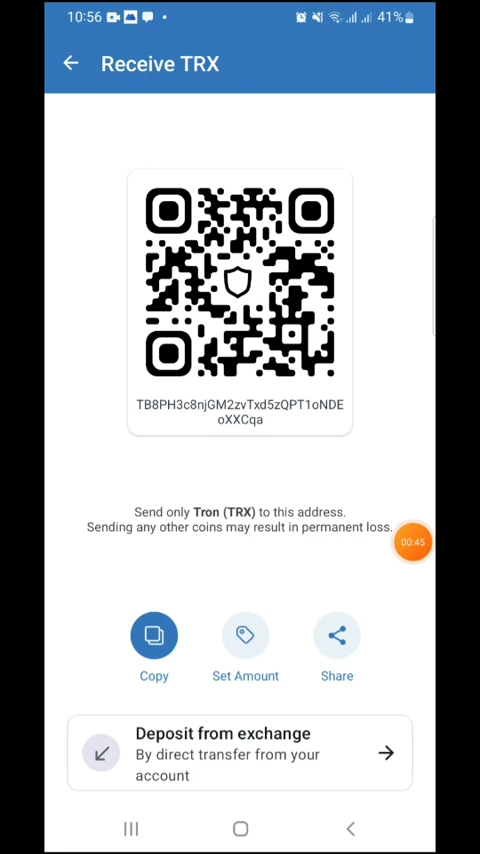 10:56 41%
Receive TRX
TB8PH3c8njGM2zvTxd5zQPT1oNDE
oXXCqa
Send only Tron (TRX) to this address.
Sending any other coins may result in permanent loss.
00:45
Copy Set Amount Share
Deposit from exchange
By direct transfer from your
account